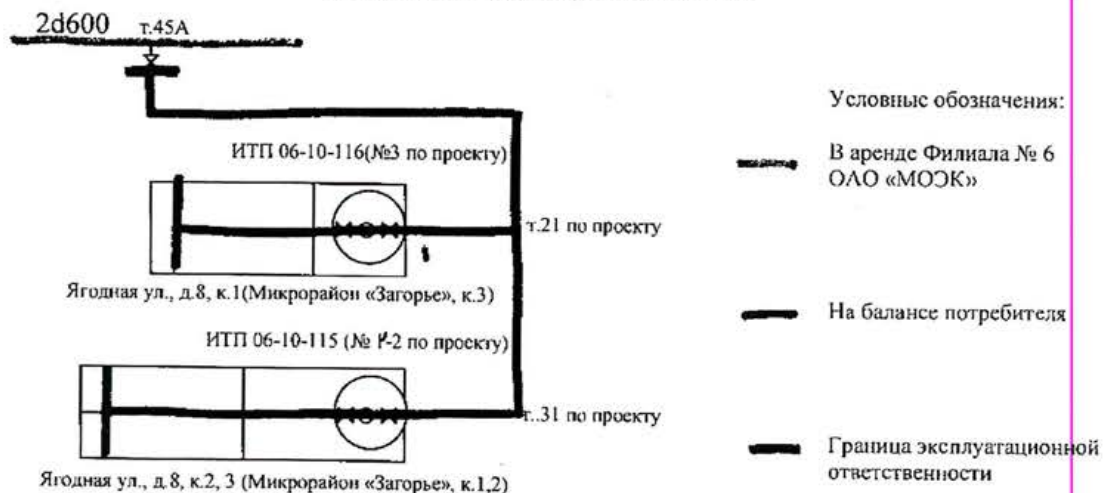 2d600 т.45А
ИТП 06-10-116(№3 по проекту)
т.21 по проекту
Ягодная ул., д.8, к.1(Микрорайон «Загорье», к.3)
ИТП 06-10-115 (№ -2 по проекту)
т..31 по проекту
Ягодная ул., д.8, к.2, 3 (Микрорайон «Загорье», к.1,2)
Условные обозначения:
В аренде Филиала № 6
ОАО «МОЭК»
На балансе потребителя
Граница эксплуатационной
ответственности